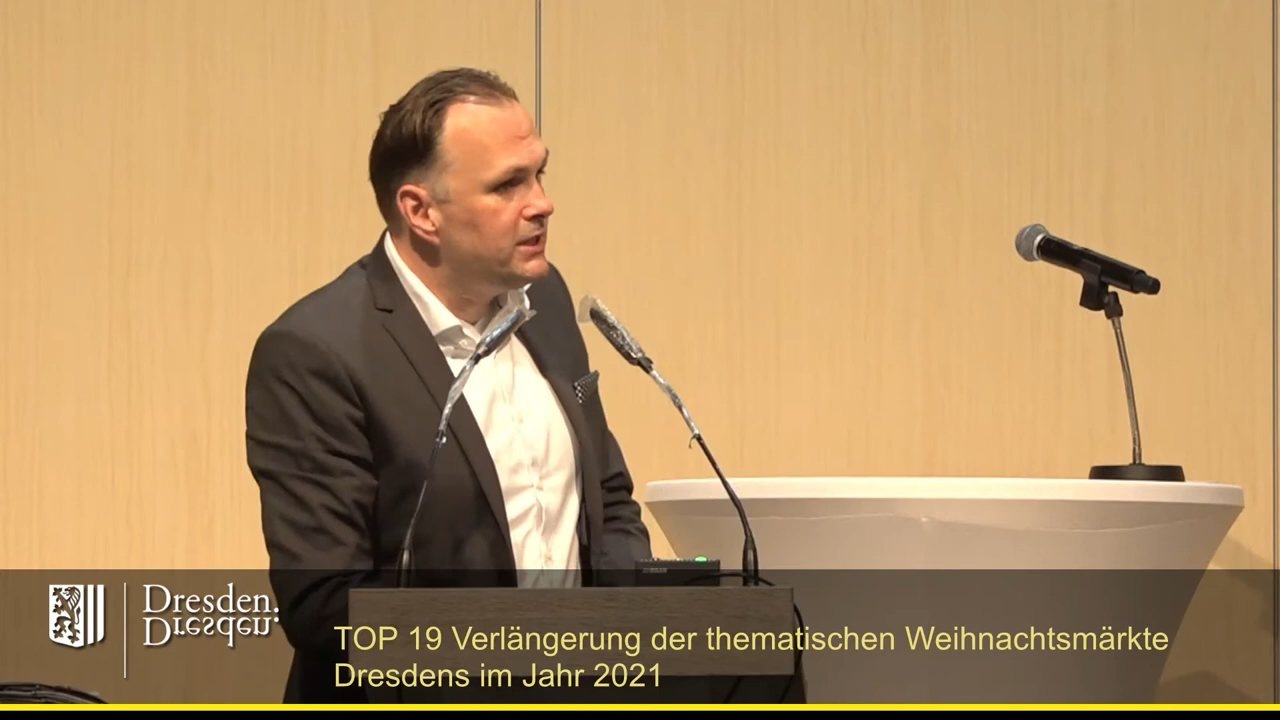 Dresden.
Dresden.
TOP 19 Verlängerung der thematischen Weihnachtsmärkte
Dresdens im Jahr 2021